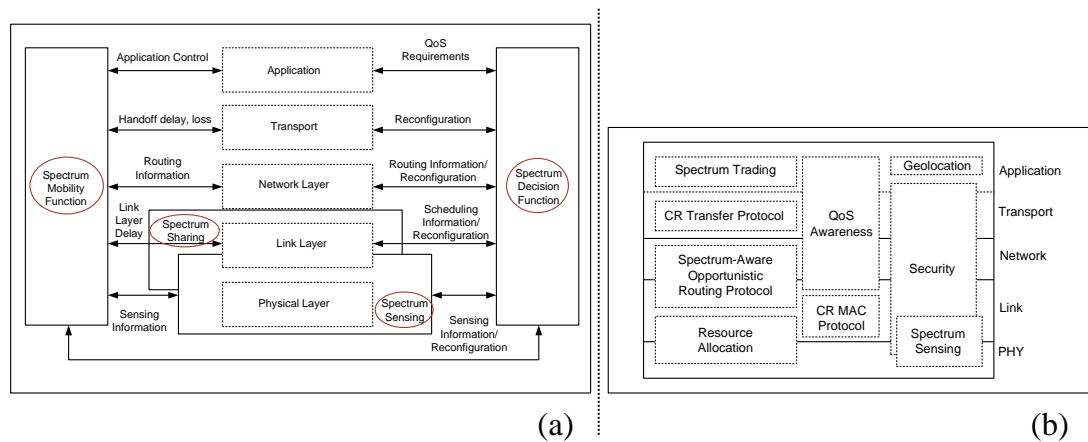 Application Control
Application
QoS
Requirements
Handoff delay, loss
Transport
Reconfiguration
Spectrum
Mobility
Function
Routing
Information
Network Layer
Routing Information/
Reconfiguration
Spectrum
Decision
Function
Link
Layer
Delay
Spectrum
Sharing
Link Layer
Scheduling
Information/
Reconfiguration
Sensing
Information
Physical Layer
Spectrum
Sensing
Sensing
Information/
Reconfiguration
(a)
Spectrum Trading
QoS
Awareness
Geolocation
Application
CR Transfer Protocol
Transport
Spectrum-Aware
Opportunistic
Routing Protocol
Security
Network
CR MAC
Protocol
Link
Resource
Allocation
Spectrum
Sensing
PHY
(b)